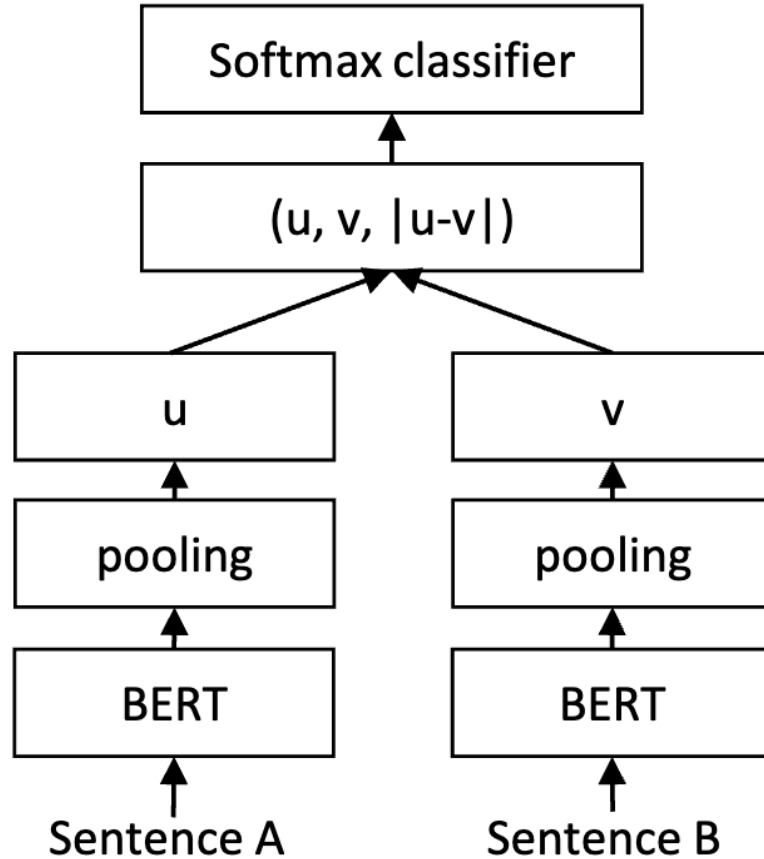 Softmax classifier
(u, v, |u-v|)
u v
pooling pooling
BERT BERT
Sentence A Sentence B